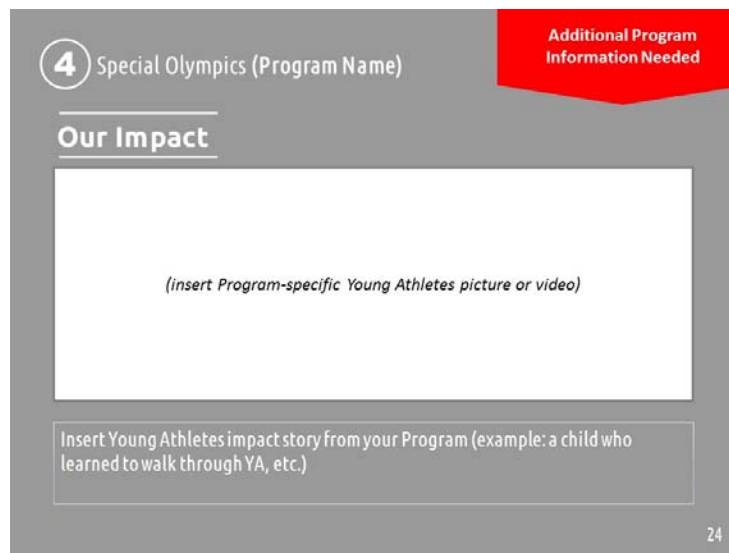 4 Special Olympics (Program Name)
Additional Program
Information Needed
Our Impact
(insert Program-specific Young Athletes picture or video)
Insert Young Athletes impact story from your Program (example: a child who
learned to walk through YA, etc.)
24